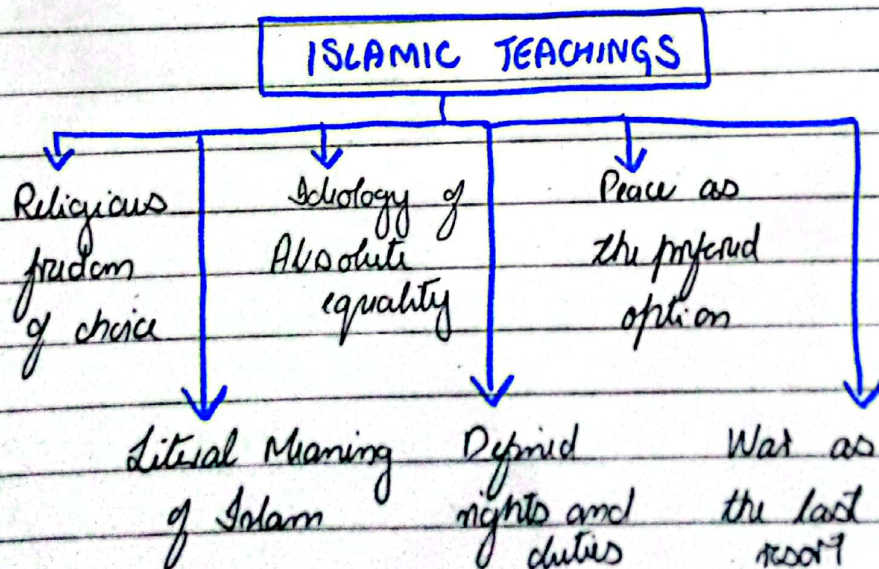 ISLAMIC TEACHINGS
Religious
freedom
of choice
Ideology of
Absolute
equality
Peace as
the prefered
option
Literal Meaning
of Islam
Defined
rights and
duties
War as
the last
resort